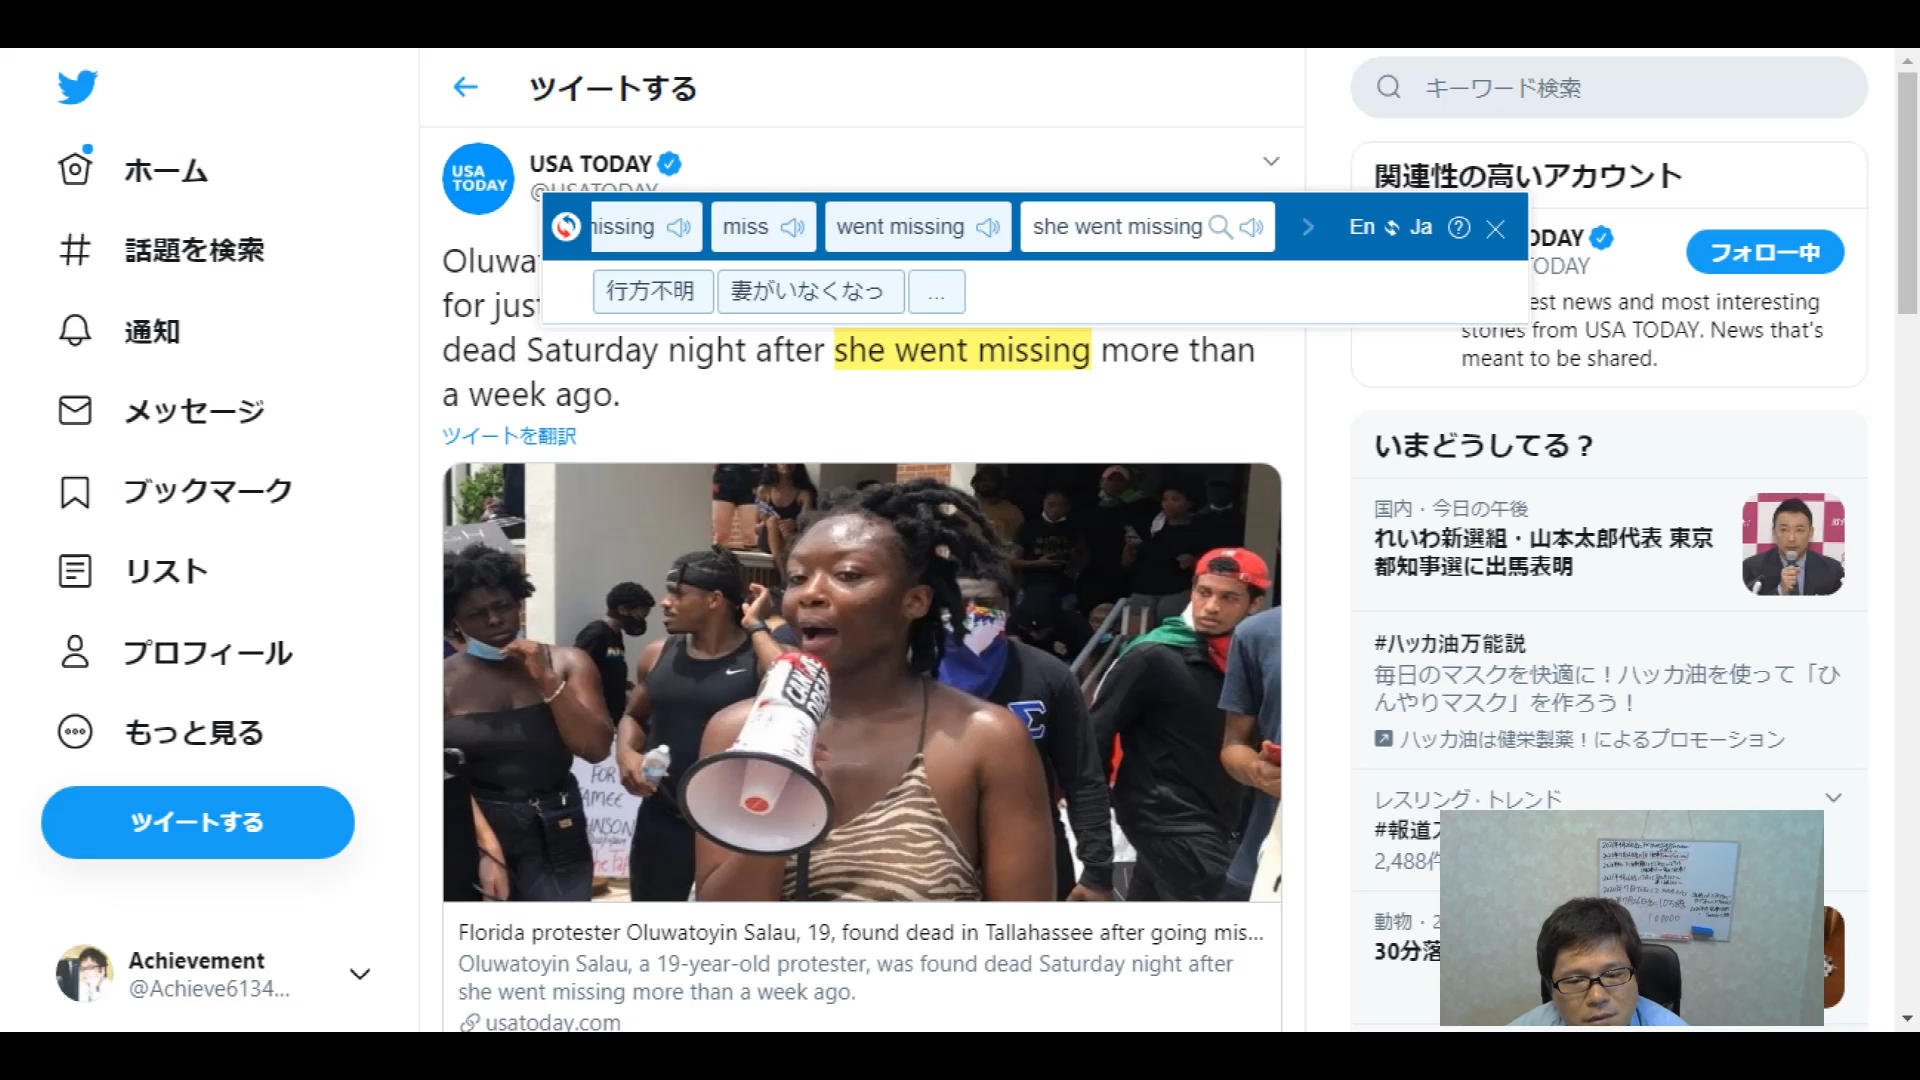 ホーム
話題を検索
通知
メッセージ
ブックマーク
リスト
プロフィール
もっと見る
ツイートする
Achievement
@Achieve6134...
ツイートする
USA TODAY
USA TODAY
@USATODAY
miss
went missing
she went missing
En
Ja
行方不明
妻がいなくなっ
...
for
dead Saturday night after she went missing more than
a week ago.
ツイートを翻訳
FOR
Florida protester Oluwatoyin Salau, 19, found dead in Tallahassee after going mis...
Oluwatoyin Salau, a 19-year-old protester, was found dead Saturday night after
she went missing more than a week ago.
usatoday.com
キーワード検索
関連性の高いアカウント
フォロー中
news and most interesting
stories from USA TODAY. News that's
meant to be shared.
いまどうしてる？
国内・今日の午後
れいわ新選組・山本太郎代表 東京
都知事選に出馬表明
#ハッカ油万能説
毎日のマスクを快適に！ハッカ油を使って「ひ
んやりマスク」を作ろう！
ハッカ油は健栄製薬！によるプロモーション
レスリング・トレンド
#報道
2,488
動物・2
30分